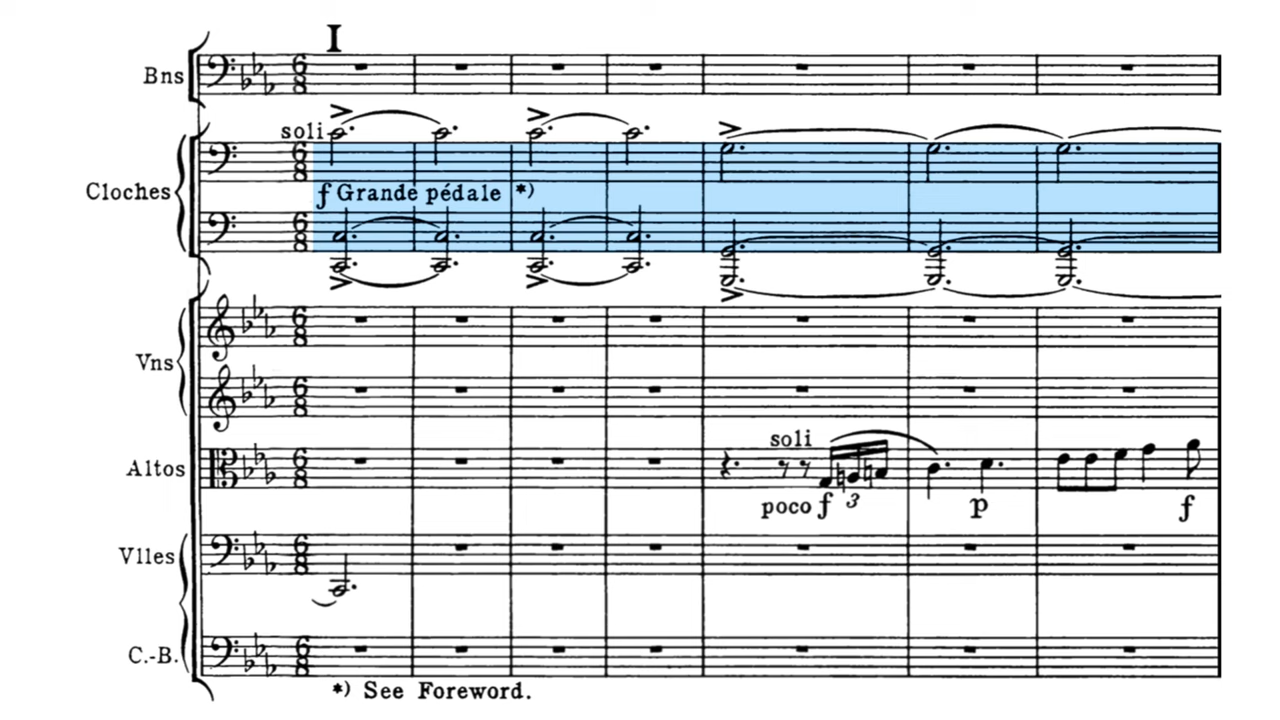 I
Bns
soli
f Grande pédale *)
Cloches
Vns
soli
Altos
poco f 3 p f
Vlles
C.-B.
*) See Foreword.